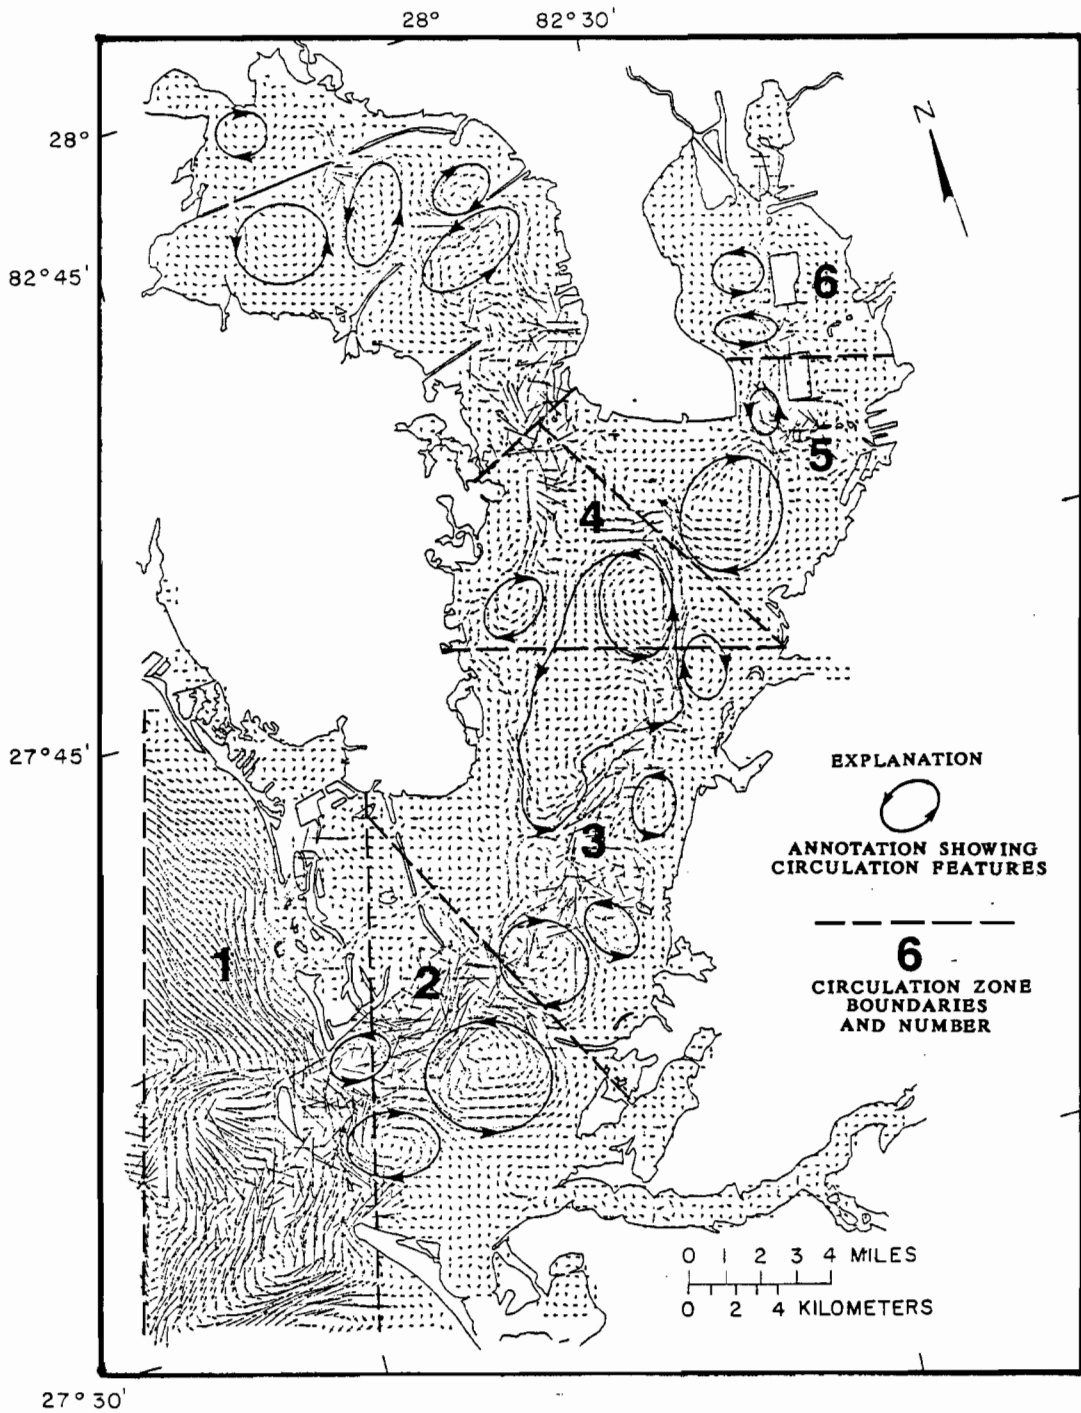 28° 82°30'
28°
N
82°45'
6
5
4
27°45'
EXPLANATION
ANNOTATION SHOWING
CIRCULATION FEATURES
3
1
2
6
CIRCULATION ZONE
BOUNDARIES
AND NUMBER
0 1 2 3 4 MILES
0 2 4 KILOMETERS
27°30'